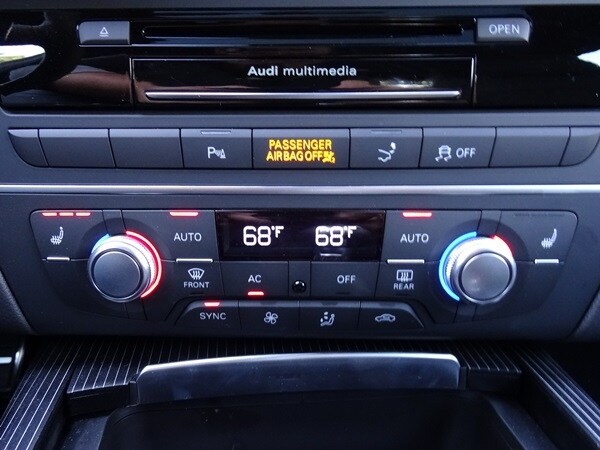 OPEN
Audi multimedia
P
PASSENGER
AIRBAG OFF
OFF
AUTO
68°F
68°F
AUTO
FRONT
AC
OFF
REAR
SYNC